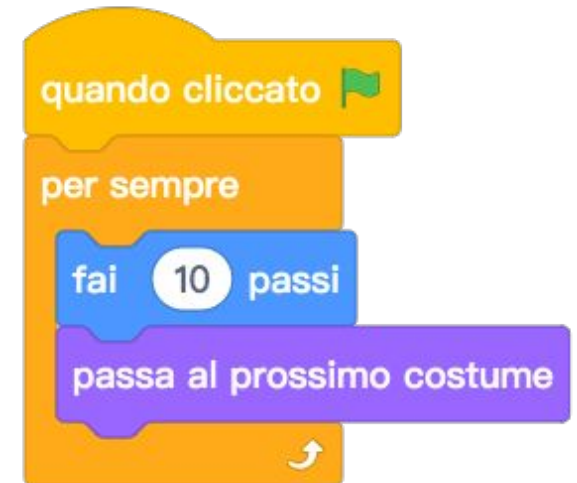 quando cliccato
per sempre
fai 10 passi
passa al prossimo costume